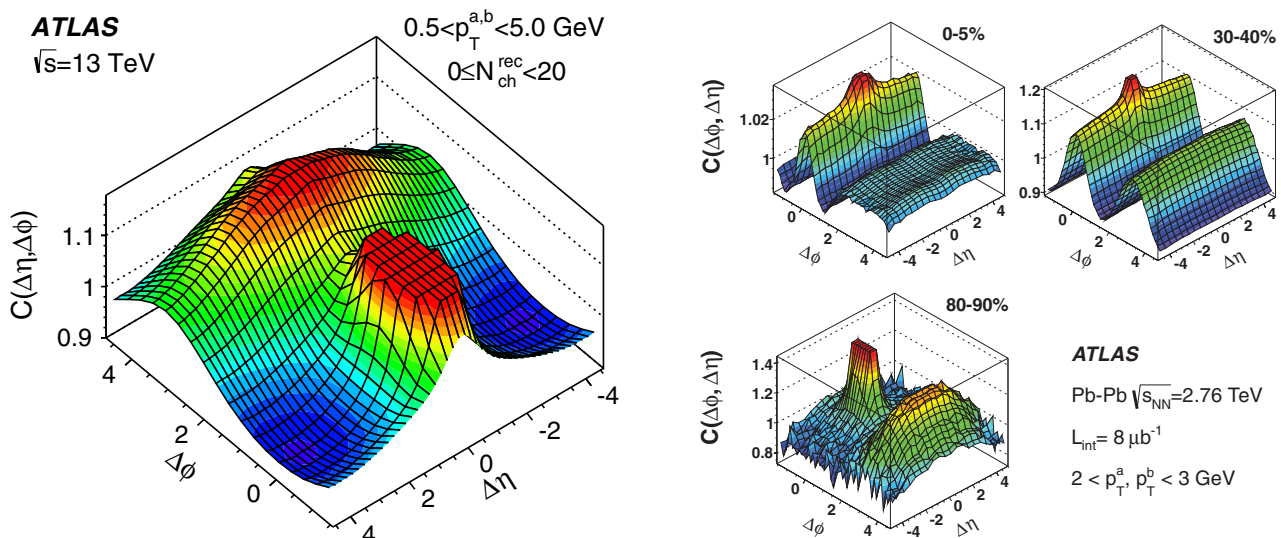 ATLAS
√s=13 TeV
0.5<p_T^{a,b}<5.0 GeV
0≤N_ch^rec<20
C(Δη,Δϕ)
1.1
1
0.9
4
2
0
Δϕ
4
2
0
-2
-4
Δη
0-5%
C(Δϕ, Δη)
1.02
1
0
2
4
Δϕ
-4
-2
0
2
4
Δη
30-40%
1.2
1.1
1
0.9
0
2
4
Δϕ
-4
-2
0
2
4
Δη
80-90%
C(Δϕ, Δη)
1.4
1.2
1
0.8
0
2
4
Δϕ
-4
-2
0
2
4
Δη
ATLAS
Pb-Pb √s_NN=2.76 TeV
L_int= 8 μb^-1
2 < p_T^a, p_T^b < 3 GeV